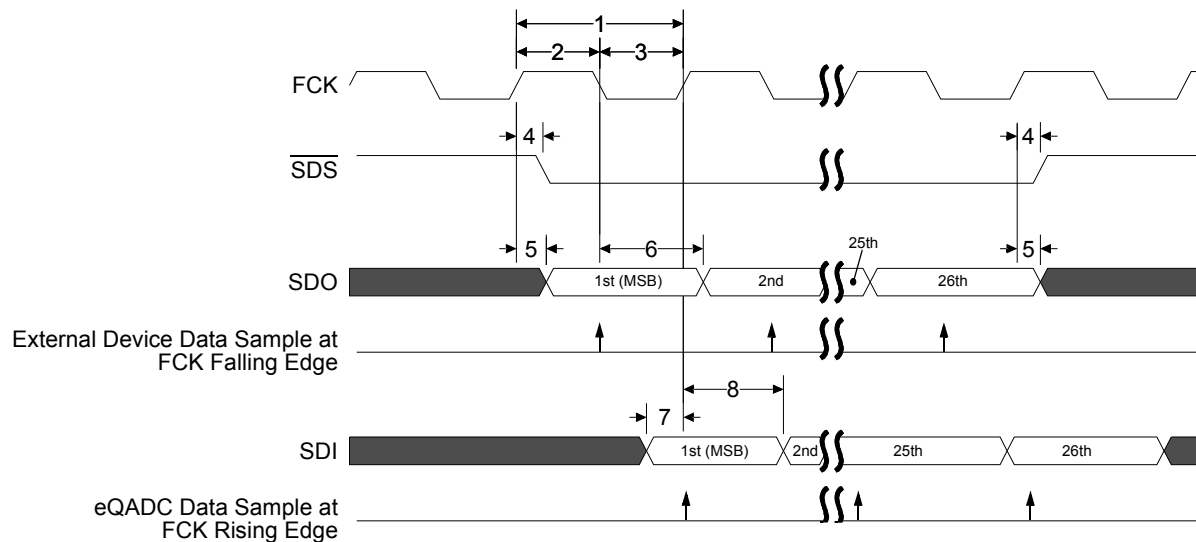 1
2
3
FCK
4
4
SDS
5
6
25th
5
SDO
1st (MSB)
2nd
26th
External Device Data Sample at
FCK Falling Edge
8
7
SDI
1st (MSB)
2nd
25th
26th
eQADC Data Sample at
FCK Rising Edge